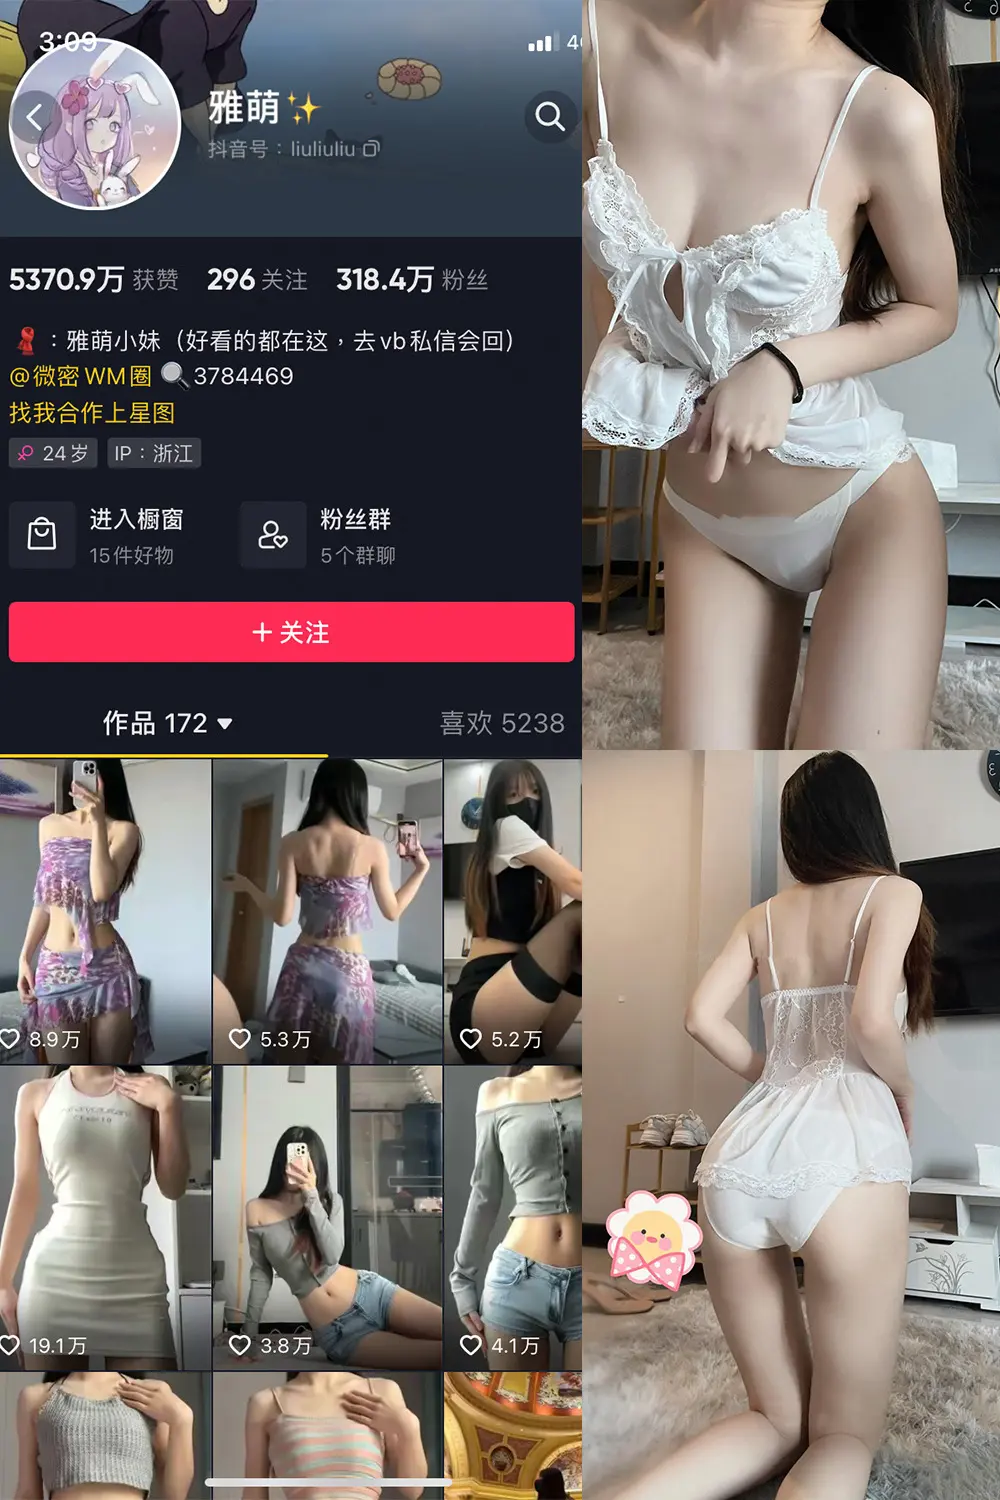 3:09
4G
雅萌✨
抖音号：liuliuliu
5370.9万 获赞 296 关注 318.4万 粉丝
：雅萌小妹（好看的都在这，去vb私信会回）
@微密WM圈 🔍3784469
找我合作上星图
24岁 IP：浙江
进入橱窗
15件好物
粉丝群
5个群聊
+ 关注
作品 172 喜欢 5238
8.9万
5.3万
5.2万
19.1万
3.8万
4.1万